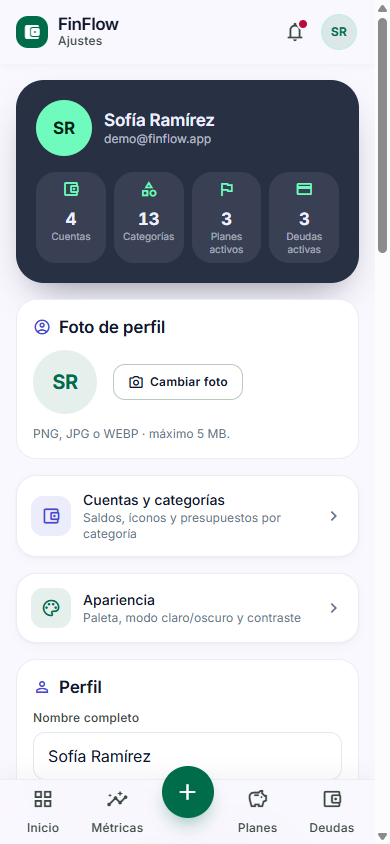 FinFlow
Ajustes
SR
SR
Sofía Ramírez
demo@finflow.app
4
Cuentas
13
Categorías
3
Planes
activos
3
Deudas
activas
Foto de perfil
SR
Cambiar foto
PNG, JPG o WEBP · máximo 5 MB.
Cuentas y categorías
Saldos, íconos y presupuestos por
categoría
Apariencia
Paleta, modo claro/oscuro y contraste
Perfil
Nombre completo
Sofía Ramírez
Inicio
Métricas
Planes
Deudas